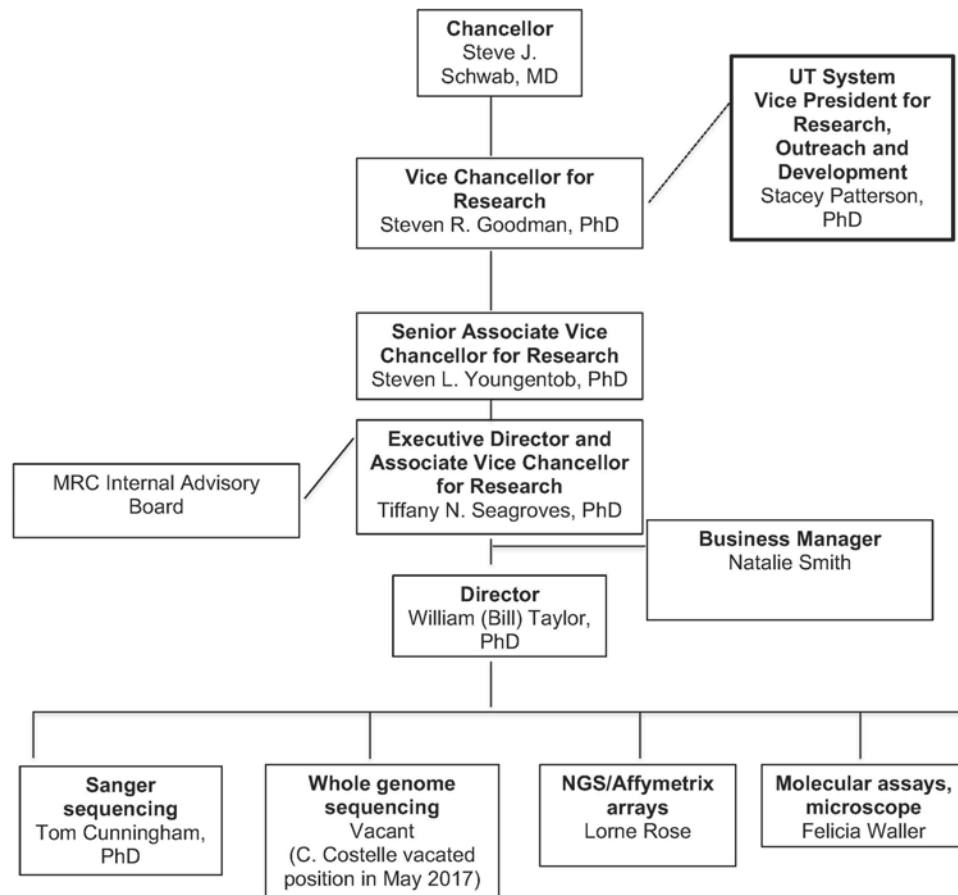 Chancellor
Steve J.
Schwab, MD
UT System
Vice President for
Research,
Outreach and
Development
Stacey Patterson,
PhD
Vice Chancellor for
Research
Steven R. Goodman, PhD
Senior Associate Vice
Chancellor for Research
Steven L. Youngentob, PhD
Executive Director and
Associate Vice Chancellor
for Research
Tiffany N. Seagroves, PhD
MRC Internal Advisory
Board
Business Manager
Natalie Smith
Director
William (Bill) Taylor,
PhD
Sanger
sequencing
Tom Cunningham,
PhD
Whole genome
sequencing
Vacant
(C. Costelle vacated
position in May 2017)
NGS/Affymetrix
arrays
Lorne Rose
Molecular assays,
microscope
Felicia Waller